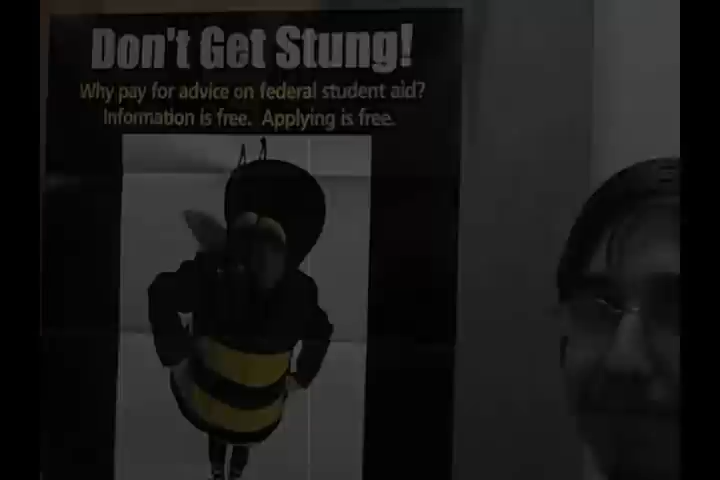 Don't Get Stung!
Why pay for advice on federal student aid?
Information is free. Applying is free.